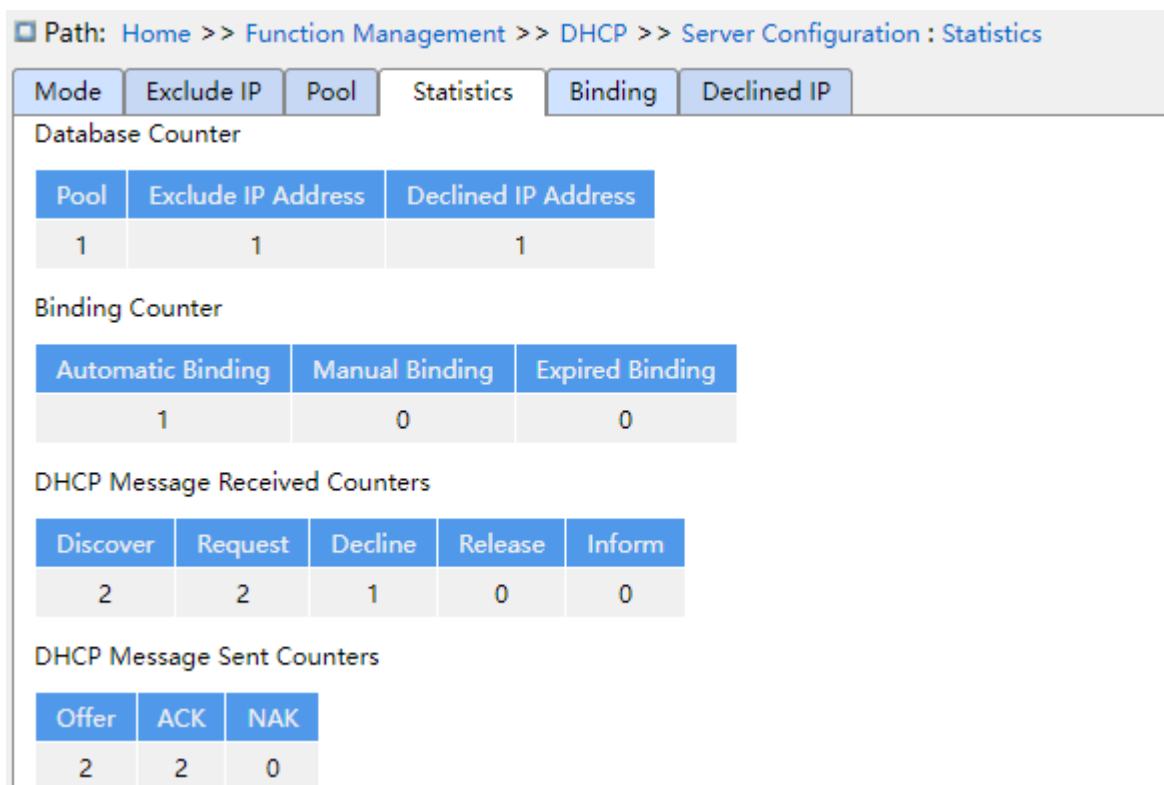 Path: Home >> Function Management >> DHCP >> Server Configuration : Statistics
Mode Exclude IP Pool Statistics Binding Declined IP
Database Counter
Pool Exclude IP Address Declined IP Address
1 1 1
Binding Counter
Automatic Binding Manual Binding Expired Binding
1 0 0
DHCP Message Received Counters
Discover Request Decline Release Inform
2 2 1 0 0
DHCP Message Sent Counters
Offer ACK NAK
2 2 0